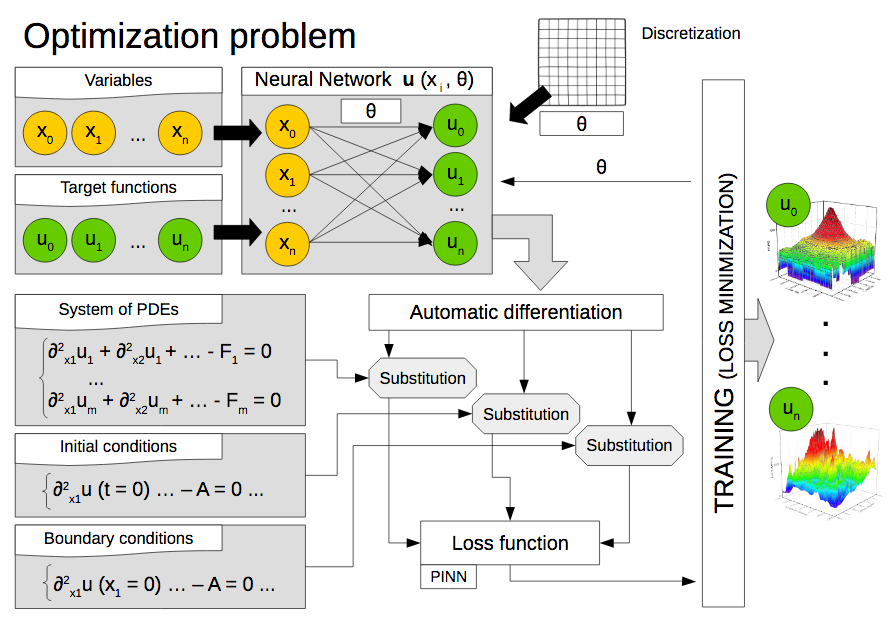 Optimization problem
Discretization
θ
Variables
x0 x1 ... xn
Target functions
u0 u1 ... un
Neural Network u (xi, θ)
θ
x0 u0
x1 u1
... ...
xn un
θ
System of PDEs
∂²x1u1 + ∂²x2u1 + ... - F1 = 0
...
∂²x1um + ∂²x2um + ... - Fm = 0
Initial conditions
∂²x1u (t = 0) ... – A = 0 ...
Boundary conditions
∂²x1u (x1 = 0) ... – A = 0 ...
Automatic differentiation
Substitution
Substitution
Substitution
Loss function
PINN
TRAINING (LOSS MINIMIZATION)
u0
un